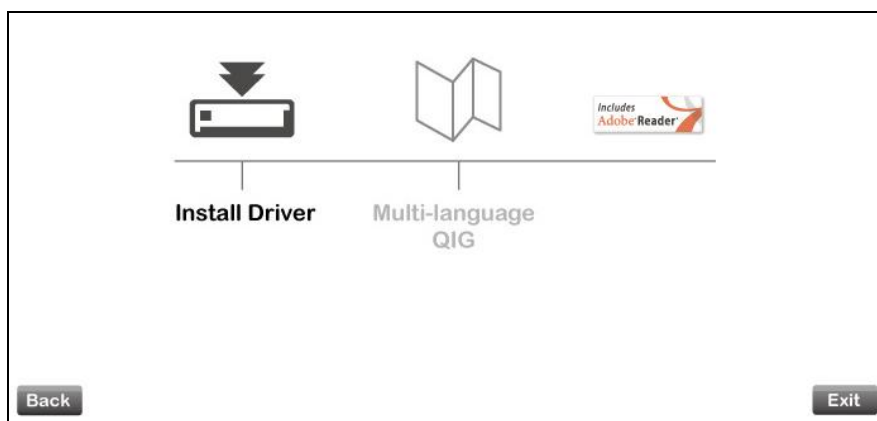 Includes
Adobe Reader
Install Driver
Multi-language
QIG
Back
Exit